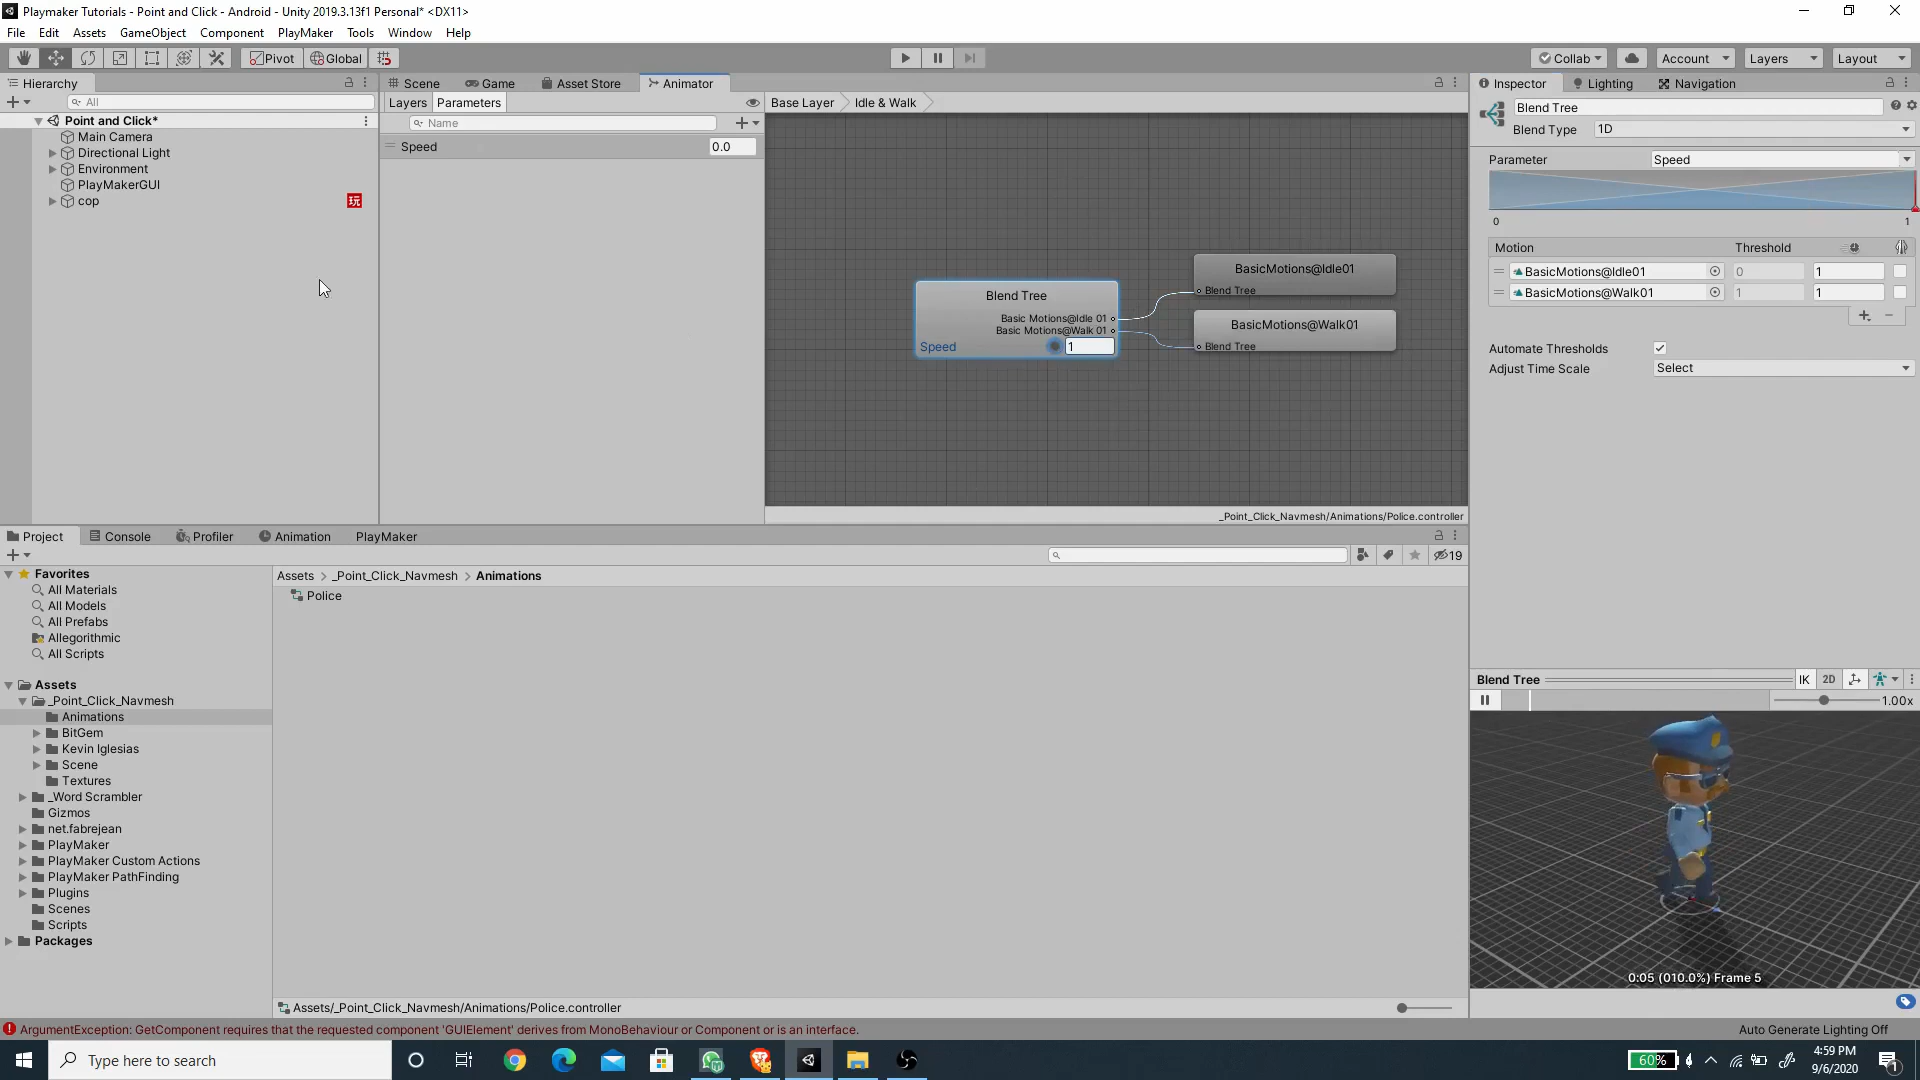 Playmaker Tutorials - Point and Click - Android - Unity 2019.3.13f1 Personal* <DX11>
File Edit Assets GameObject Component PlayMaker Tools Window Help
Pivot Global Collab Account Layers Layout
Hierarchy
All
Point and Click*
Main Camera
Directional Light
Environment
PlayMakerGUI
cop 玩
Scene Game Asset Store Animator
Layers Parameters
Name
Speed 0.0
Base Layer Idle & Walk
Blend Tree
Basic Motions@Idle 01
Basic Motions@Walk 01
Speed 1
BasicMotions@Idle01
Blend Tree
BasicMotions@Walk01
Blend Tree
_Point_Click_Navmesh/Animations/Police.controller
Inspector Lighting Navigation
Blend Tree
Blend Type 1D
Parameter Speed
0 1
Motion Threshold
BasicMotions@Idle01 0 1
BasicMotions@Walk01 1 1
Automate Thresholds
Adjust Time Scale Select
Blend Tree IK 2D
1.00x
0:05 (010.0%) Frame 5
Project Console Profiler Animation PlayMaker
19
Favorites
All Materials
All Models
All Prefabs
Allegorithmic
All Scripts
Assets
_Point_Click_Navmesh
Animations
BitGem
Kevin Iglesias
Scene
Textures
_Word Scrambler
Gizmos
net.fabrejean
PlayMaker
PlayMaker Custom Actions
PlayMaker PathFinding
Plugins
Scenes
Scripts
Packages
Assets > _Point_Click_Navmesh > Animations
Police
Assets/_Point_Click_Navmesh/Animations/Police.controller
ArgumentException: GetComponent requires that the requested component 'GUIElement' derives from MonoBehaviour or Component or is an interface.
Auto Generate Lighting Off
Type here to search
60%
4:59 PM
9/6/2020
1